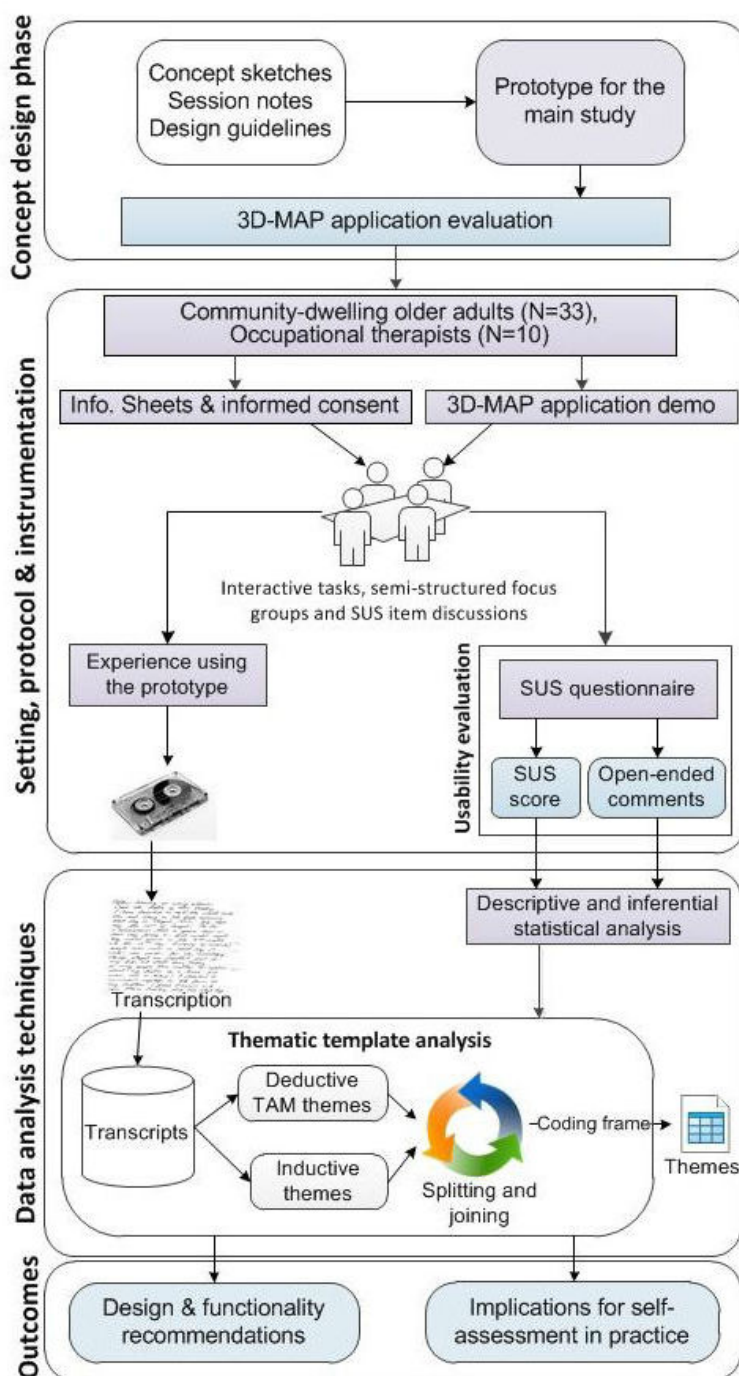 Concept design phase
Concept sketches
Session notes
Design guidelines
Prototype for the
main study
3D-MAP application evaluation
Setting, protocol & instrumentation
Community-dwelling older adults (N=33),
Occupational therapists (N=10)
Info. Sheets & informed consent
3D-MAP application demo
Interactive tasks, semi-structured focus
groups and SUS item discussions
Experience using
the prototype
Usability evaluation
SUS questionnaire
SUS
score
Open-ended
comments
Data analysis techniques
Descriptive and inferential
statistical analysis
Transcription
Thematic template analysis
Transcripts
Deductive
TAM themes
Inductive
themes
Splitting and
joining
Coding frame
Themes
Outcomes
Design & functionality
recommendations
Implications for self-
assessment in practice